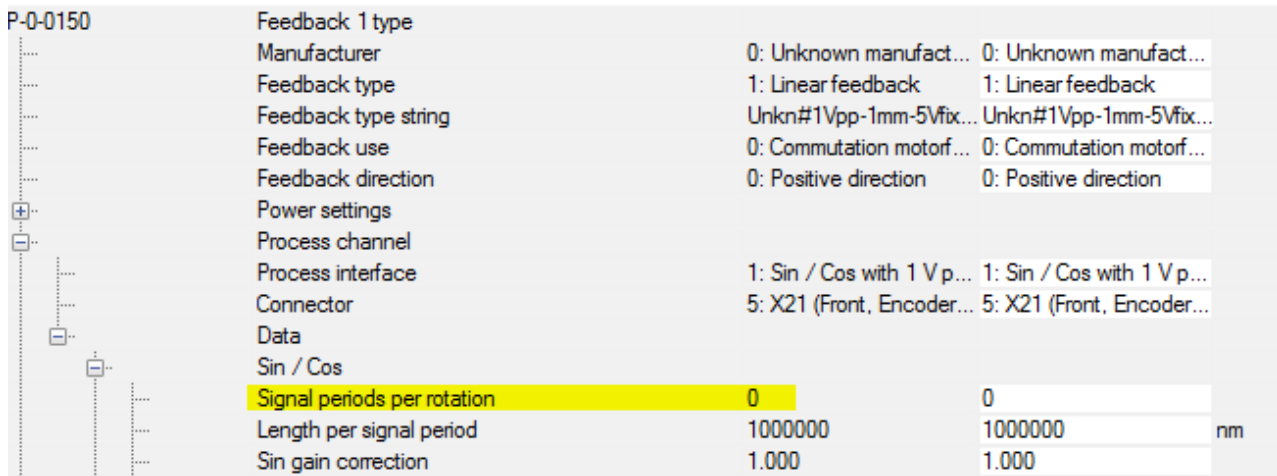 P-0-0150 Feedback 1 type
Manufacturer 0: Unknown manufact... 0: Unknown manufact...
Feedback type 1: Linear feedback 1: Linear feedback
Feedback type string Unkn#1Vpp-1mm-5Vfix... Unkn#1Vpp-1mm-5Vfix...
Feedback use 0: Commutation motorf... 0: Commutation motorf...
Feedback direction 0: Positive direction 0: Positive direction
Power settings
Process channel
Process interface 1: Sin / Cos with 1 V p... 1: Sin / Cos with 1 V p...
Connector 5: X21 (Front, Encoder... 5: X21 (Front, Encoder...
Data
Sin / Cos
Signal periods per rotation 0 0
Length per signal period 1000000 1000000 nm
Sin gain correction 1.000 1.000